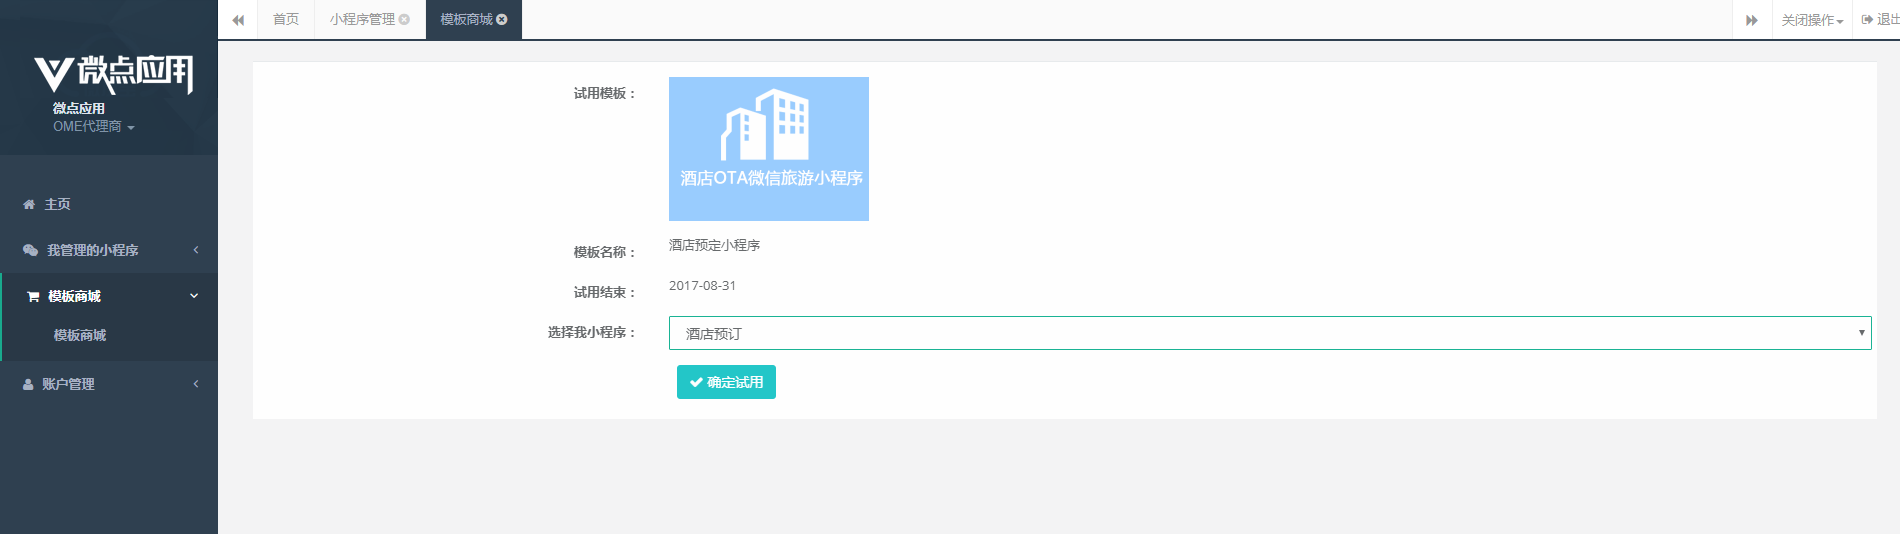 微点应用
微点应用
OME代理商
主页
我管理的小程序
模板商城
模板商城
账户管理
首页 小程序管理 模板商城 关闭操作 退出
试用模板：
酒店OTA微信旅游小程序
模板名称： 酒店预定小程序
试用结束： 2017-08-31
选择我小程序： 酒店预订
确定试用